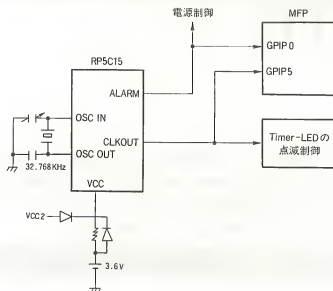 電源制御
MFP
RP5C15
GPIP0
ALARM
GPIP5
OSC IN
CLKOUT
OSC OUT
Timer-LEDの
点滅制御
32.768KHz
VCC
VCC2
3.6V